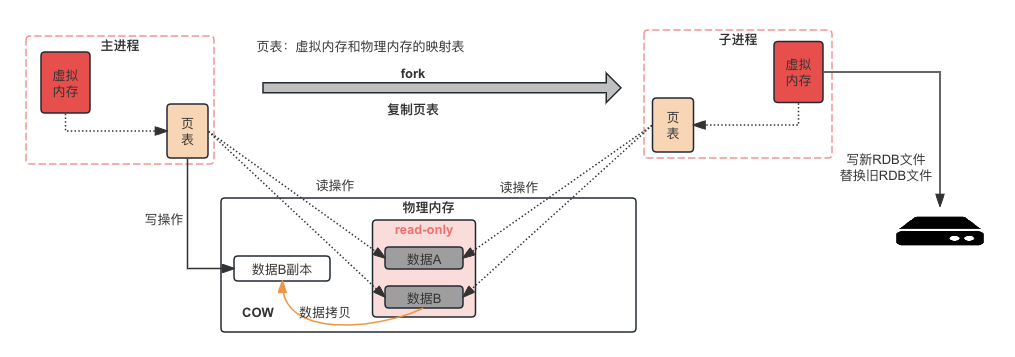 主进程
虚拟
内存
页
表
页表：虚拟内存和物理内存的映射表
fork
复制页表
子进程
虚拟
内存
页
表
写新RDB文件
替换旧RDB文件
读操作
读操作
写操作
物理内存
read-only
数据A
数据B
数据B副本
COW
数据拷贝